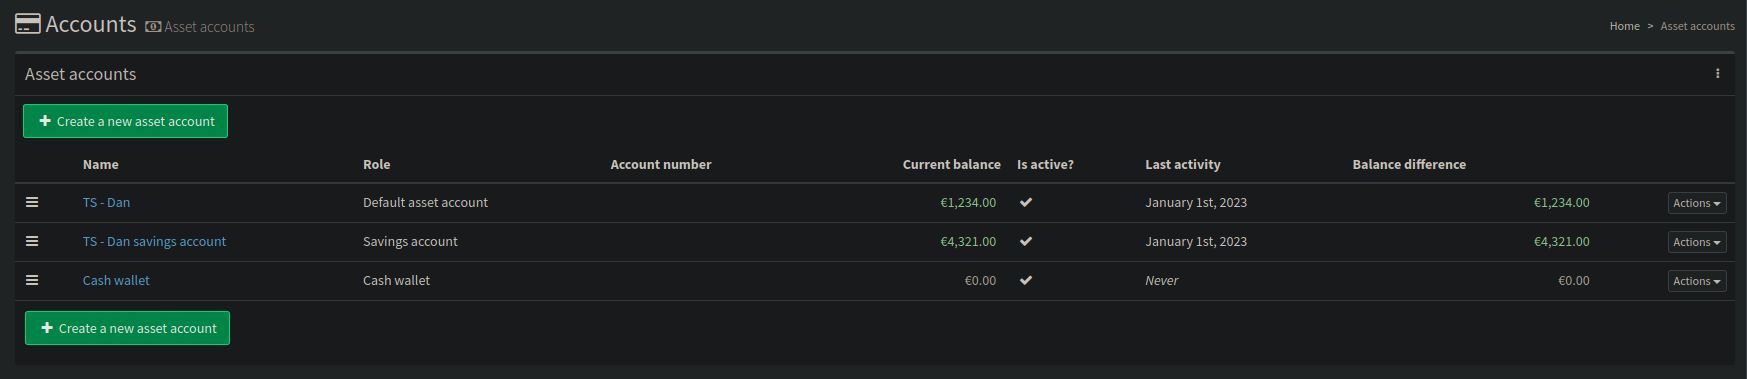 Accounts Asset accounts
Home > Asset accounts
Asset accounts
Create a new asset account
Name Role Account number Current balance Is active? Last activity Balance difference
TS - Dan Default asset account €1,234.00 January 1st, 2023 €1,234.00 Actions
TS - Dan savings account Savings account €4,321.00 January 1st, 2023 €4,321.00 Actions
Cash wallet Cash wallet €0.00 Never €0.00 Actions
Create a new asset account